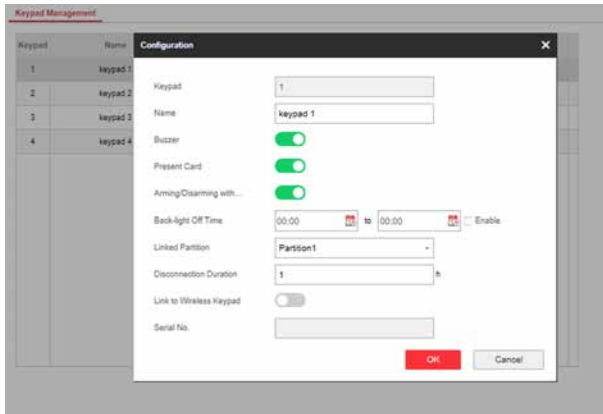 Keypad Management
Keypad Name
Configuration
1 keypad 1
2 keypad 2
3 keypad 3
4 keypad 4
Keypad 1
Name keypad 1
Buzzer
Present Card
Arming/Disarming with...
Back-light Off Time 00:00 to 00:00 Enable
Linked Partition Partition1
Disconnection Duration 1 h
Link to Wireless Keypad
Serial No.
OK Cancel